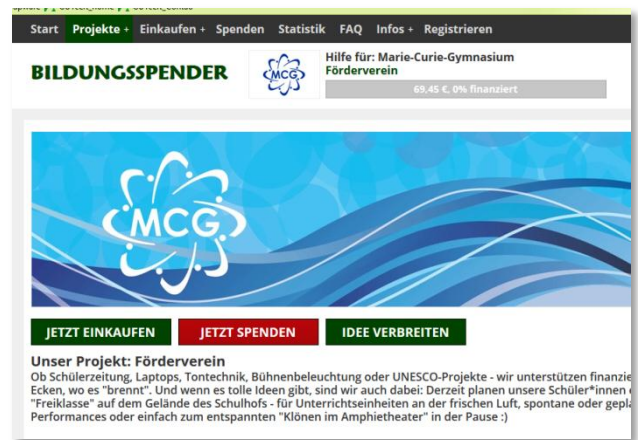 Start Projekte + Einkaufen + Spenden Statistik FAQ Infos + Registrieren
BILDUNGSSPENDER
MCG
Hilfe für: Marie-Curie-Gymnasium
Förderverein
69,45 €, 0% finanziert
MCG
JETZT EINKAUFEN
JETZT SPENDEN
IDEE VERBREITEN
Unser Projekt: Förderverein
Ob Schülerzeitung, Laptops, Tontechnik, Bühnenbeleuchtung oder UNESCO-Projekte - wir unterstützen finanzie
Ecken, wo es "brennt". Und wenn es tolle Ideen gibt, sind wir auch dabei: Derzeit planen unsere Schüler*innen
"Freiklasse" auf dem Gelände des Schulhofs - für Unterrichtseinheiten an der frischen Luft, spontane oder gepla
Performances oder einfach zum entspannten "Klönen im Amphietheater" in der Pause :)